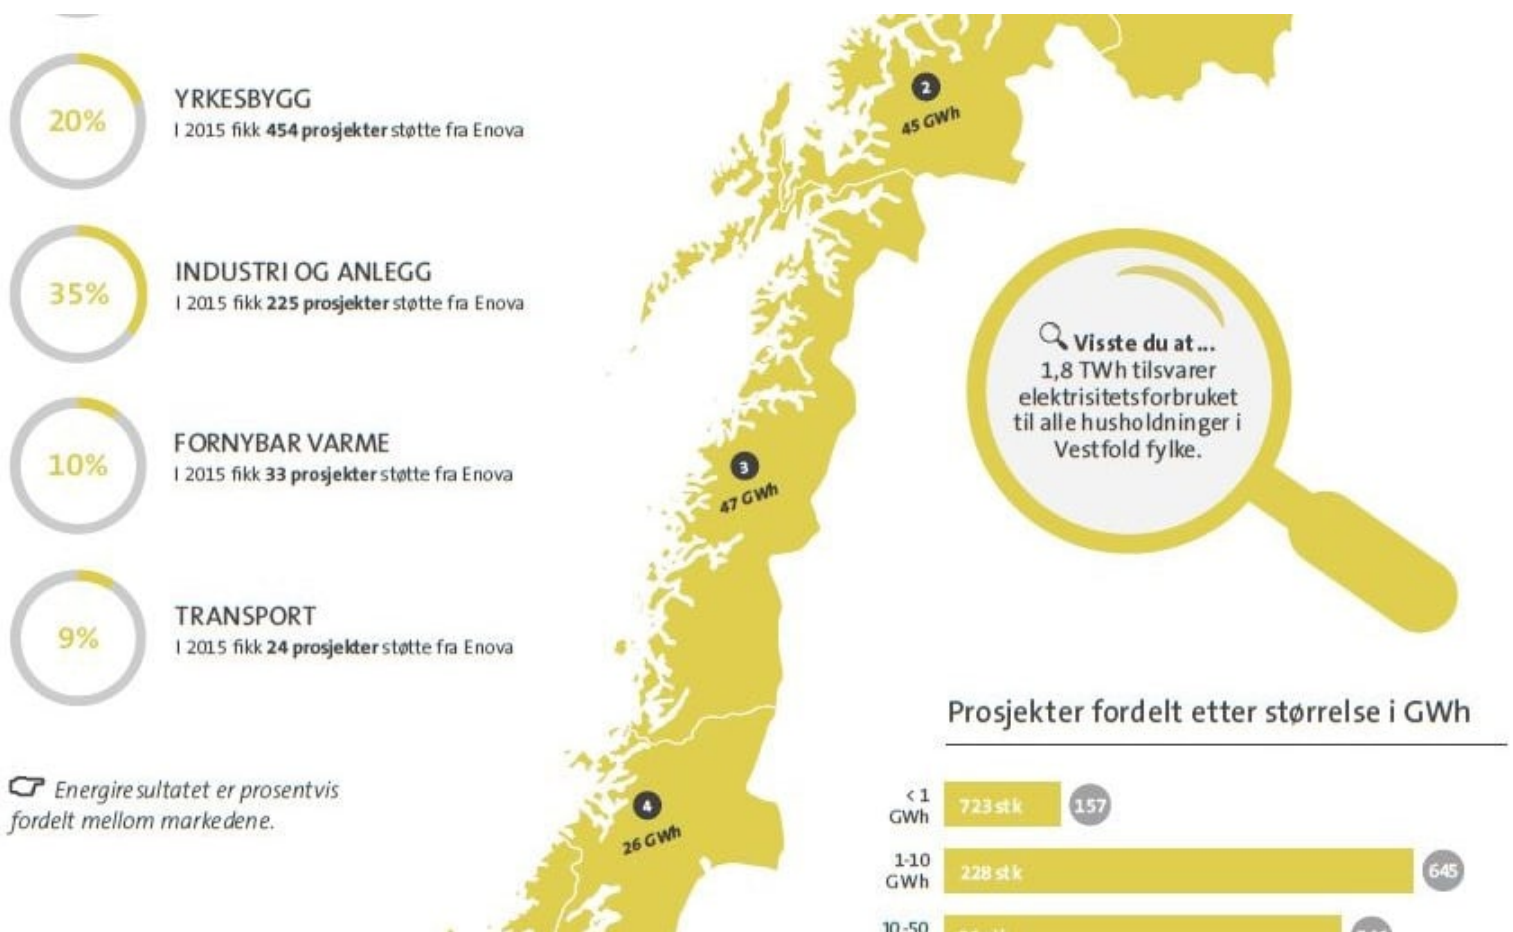 20%
YRKESBYGG
I 2015 fikk 454 prosjekter støtte fra Enova
35%
INDUSTRI OG ANLEGG
I 2015 fikk 225 prosjekter støtte fra Enova
10%
FORNYBAR VARME
I 2015 fikk 33 prosjekter støtte fra Enova
9%
TRANSPORT
I 2015 fikk 24 prosjekter støtte fra Enova
Energiresultatet er prosentvis
fordelt mellom markedene.
2
45 GWh
3
47 GWh
4
26 GWh
Visste du at...
1,8 TWh tilsvarer
elektrisitetsforbruket
til alle husholdninger i
Vestfold fylke.
Prosjekter fordelt etter størrelse i GWh
< 1
GWh
723 stk
157
1-10
GWh
228 stk
645
10-50